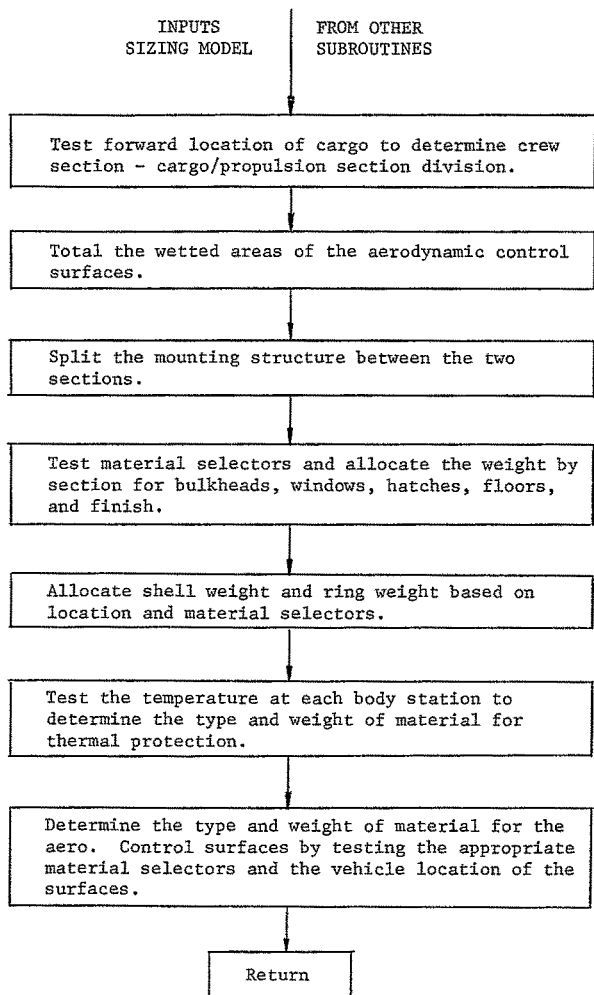 INPUTS FROM OTHER
SIZING MODEL SUBROUTINES
Test forward location of cargo to determine crew
section - cargo/propulsion section division.
Total the wetted areas of the aerodynamic control
surfaces.
Split the mounting structure between the two
sections.
Test material selectors and allocate the weight by
section for bulkheads, windows, hatches, floors,
and finish.
Allocate shell weight and ring weight based on
location and material selectors.
Test the temperature at each body station to
determine the type and weight of material for
thermal protection.
Determine the type and weight of material for the
aero. Control surfaces by testing the appropriate
material selectors and the vehicle location of the
surfaces.
Return